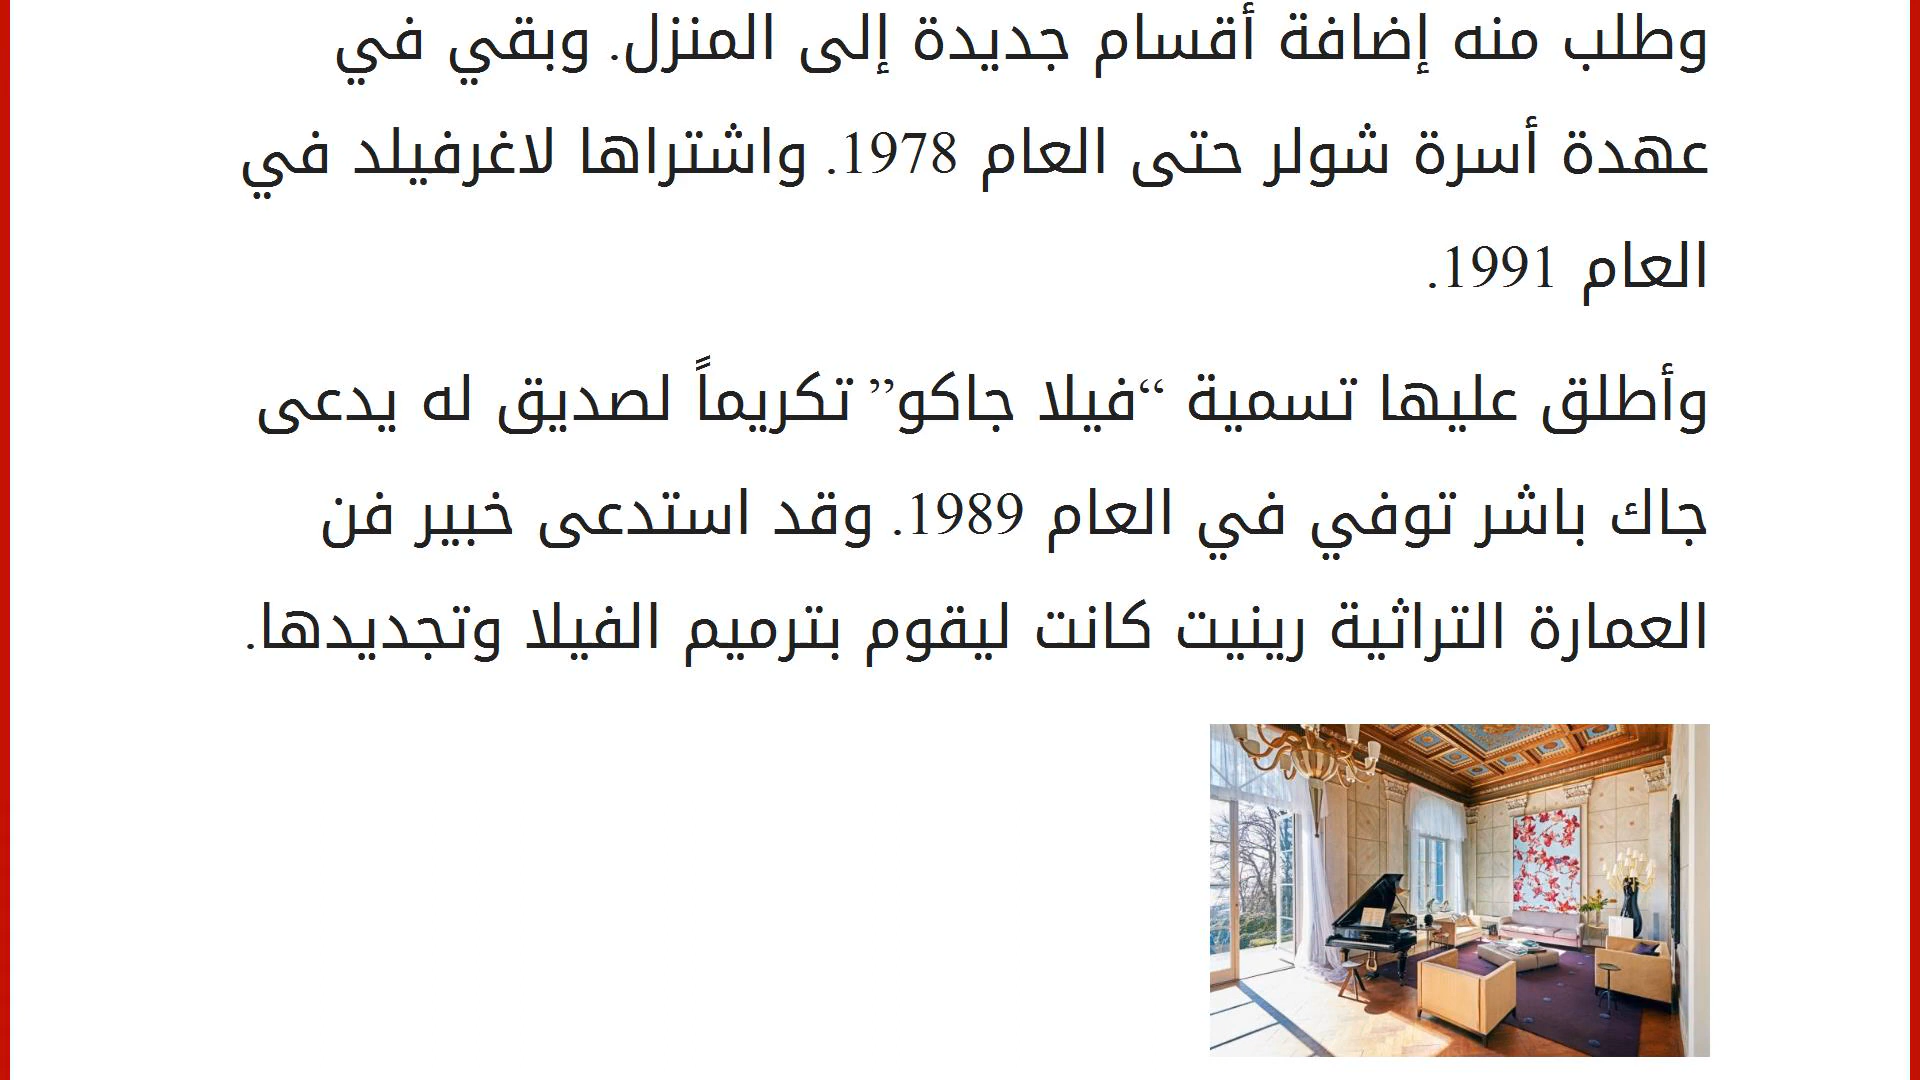 وطلب منه إضافة أقسام جديدة إلى المنزل. وبقي في
عهدة أسرة شولر حتى العام 1978. واشتراها لاغرفيلد في
العام 1991.
وأطلق عليها تسمية “فيلا جاكو” تكريماً لصديق له يدعى
جاك باشر توفي في العام 1989. وقد استدعى خبير فن
العمارة التراثية رينيت كانت ليقوم بترميم الفيلا وتجديدها.